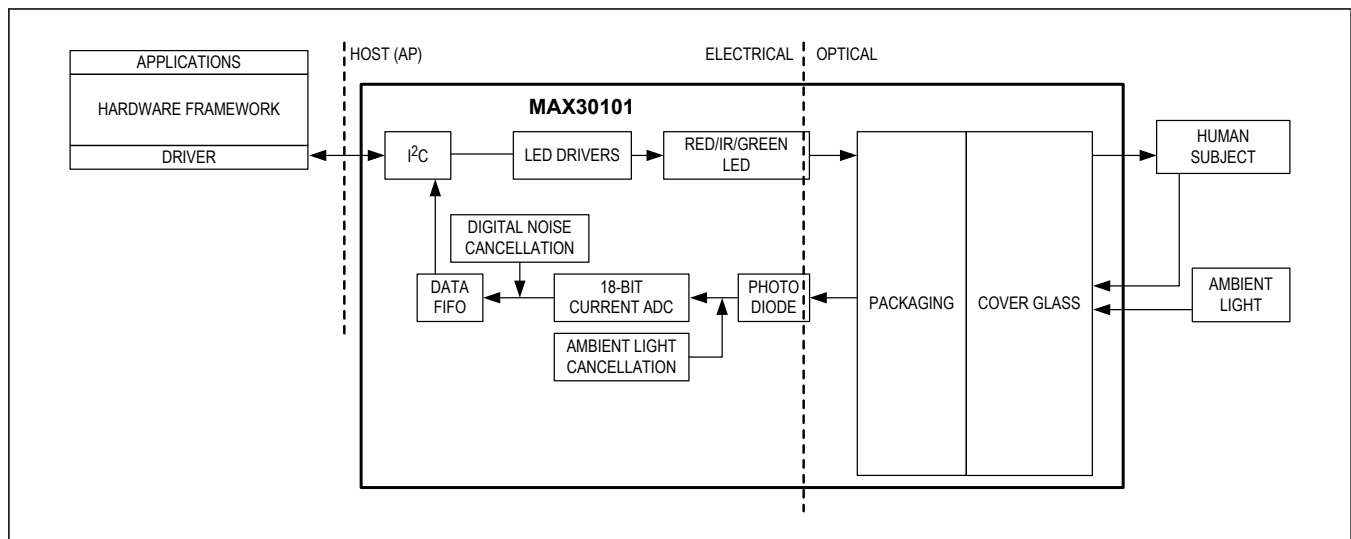 APPLICATIONS
HARDWARE FRAMEWORK
DRIVER
HOST (AP)
ELECTRICAL
OPTICAL
MAX30101
I²C
LED DRIVERS
RED/IR/GREEN
LED
HUMAN
SUBJECT
DIGITAL NOISE
CANCELLATION
DATA
FIFO
18-BIT
CURRENT ADC
PHOTO
DIODE
AMBIENT LIGHT
CANCELLATION
PACKAGING
COVER GLASS
AMBIENT
LIGHT